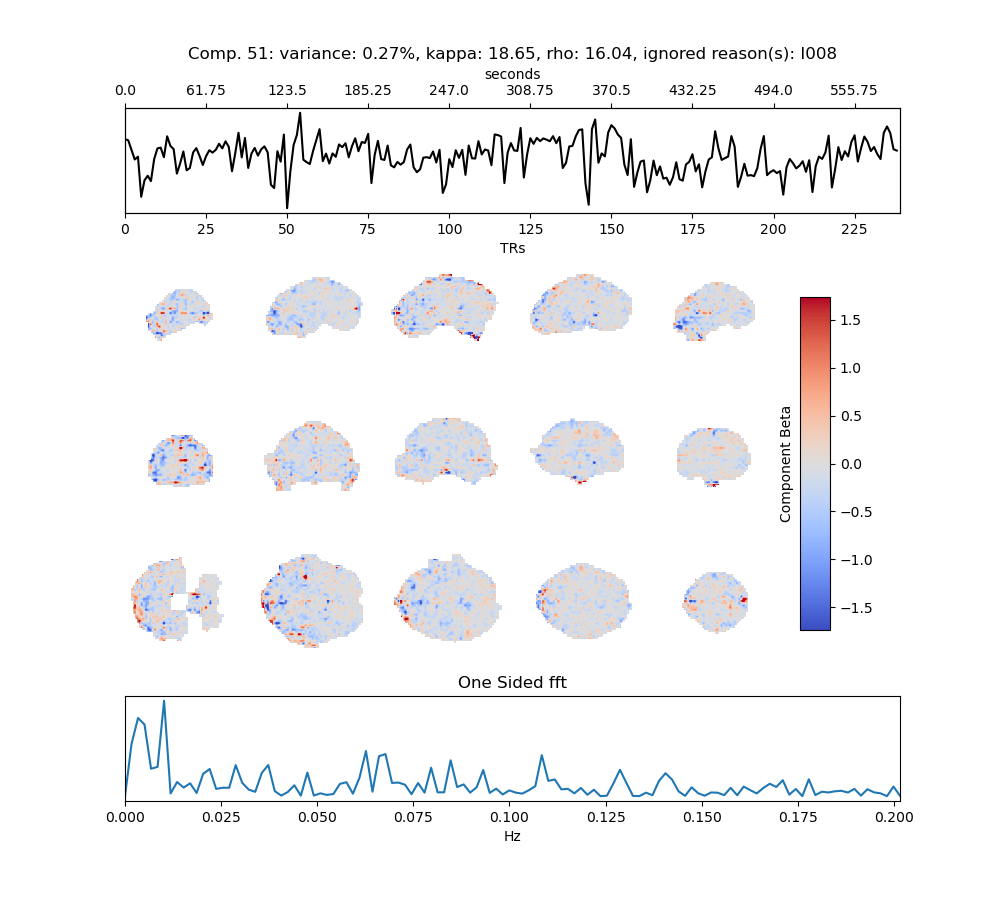 Comp. 51: variance: 0.27%, kappa: 18.65, rho: 16.04, ignored reason(s): I008
seconds
0.0 61.75 123.5 185.25 247.0 308.75 370.5 432.25 494.0 555.75
0 25 50 75 100 125 150 175 200 225
TRs
1.5
1.0
0.5
0.0
−0.5
−1.0
−1.5
Component Beta
One Sided fft
0.000 0.025 0.050 0.075 0.100 0.125 0.150 0.175 0.200
Hz